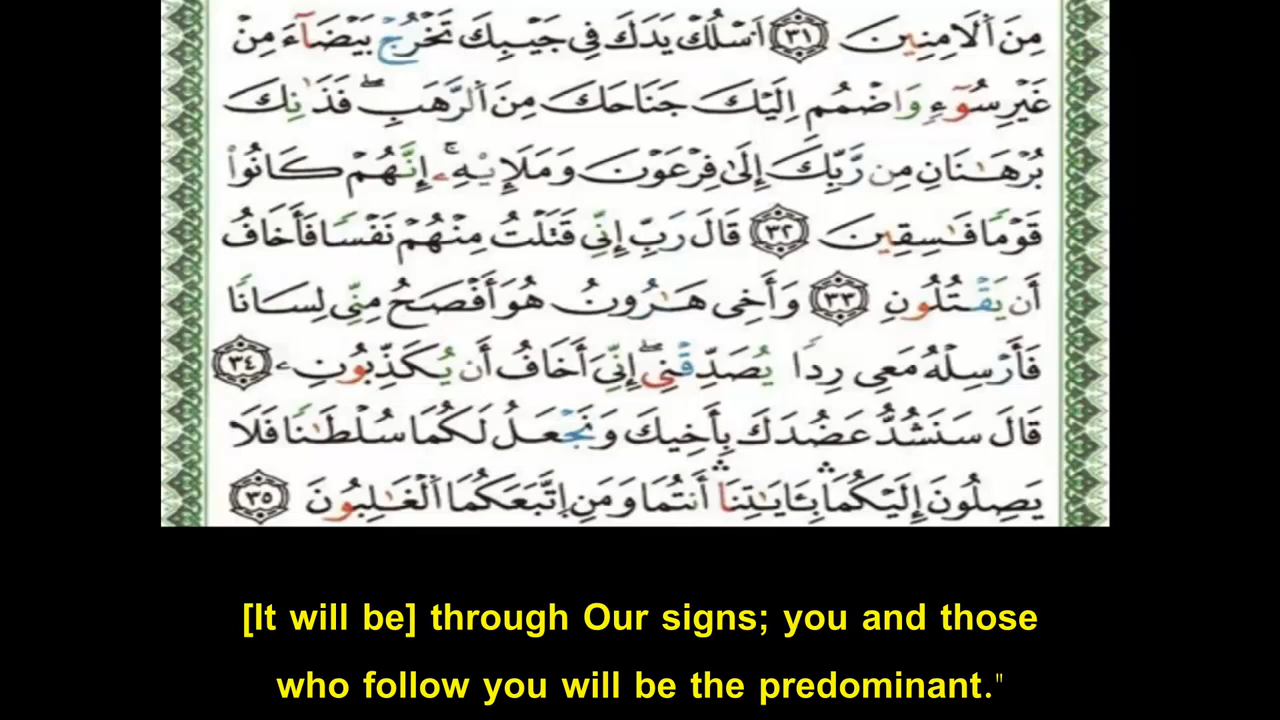 مِنَ ٱلَامِنِينَ ٣١ ٱسْلُكْ يَدَكَ فِي جَيْبِكَ تَخْرُجْ بَيْضَآءَ مِنْ
غَيْرِ سُوٓءٖ وَاضْمُمِ إِلَيْكَ جَنَاحَكَ مِنَ ٱلرَّهَبِۖ فَذَٰنِكَ
بُرْهَٰنَانِ مِن رَّبِّكَ إِلَىٰ فِرْعَوْنَ وَمَلَإِيْهِۦٓۚ إِنَّهُمْ كَانُواْ
قَوْمٗا فَٰسِقِينَ ٣٢ قَالَ رَبِّ إِنِّي قَتَلْتُ مِنْهُمْ نَفْسٗا فَأَخَافُ
أَن يَقْتُلُونِ ٣٣ وَأَخِي هَٰرُونُ هُوَ أَفْصَحُ مِنِّي لِسَانٗا
فَأَرْسِلْهُ مَعِي رِدٗا يُصَدِّقْنِيۖ إِنِّيَ أَخَافُ أَن يُكَذِّبُونِۦ ٣٤
قَالَ سَنَشُدُّ عَضُدَكَ بِأَخِيكَ وَنَجْعَلُ لَكُمَا سُلْطَٰنٗا فَلَا
يَصِلُونَ إِلَيْكُمَاۛ بِـَٔايَٰتِنَاۛ أَنتُمَا وَمَنِ اِتَّبَعَكُمَا ٱلْغَٰلِبُونَ ٣٥
[It will be] through Our signs; you and those
who follow you will be the predominant."